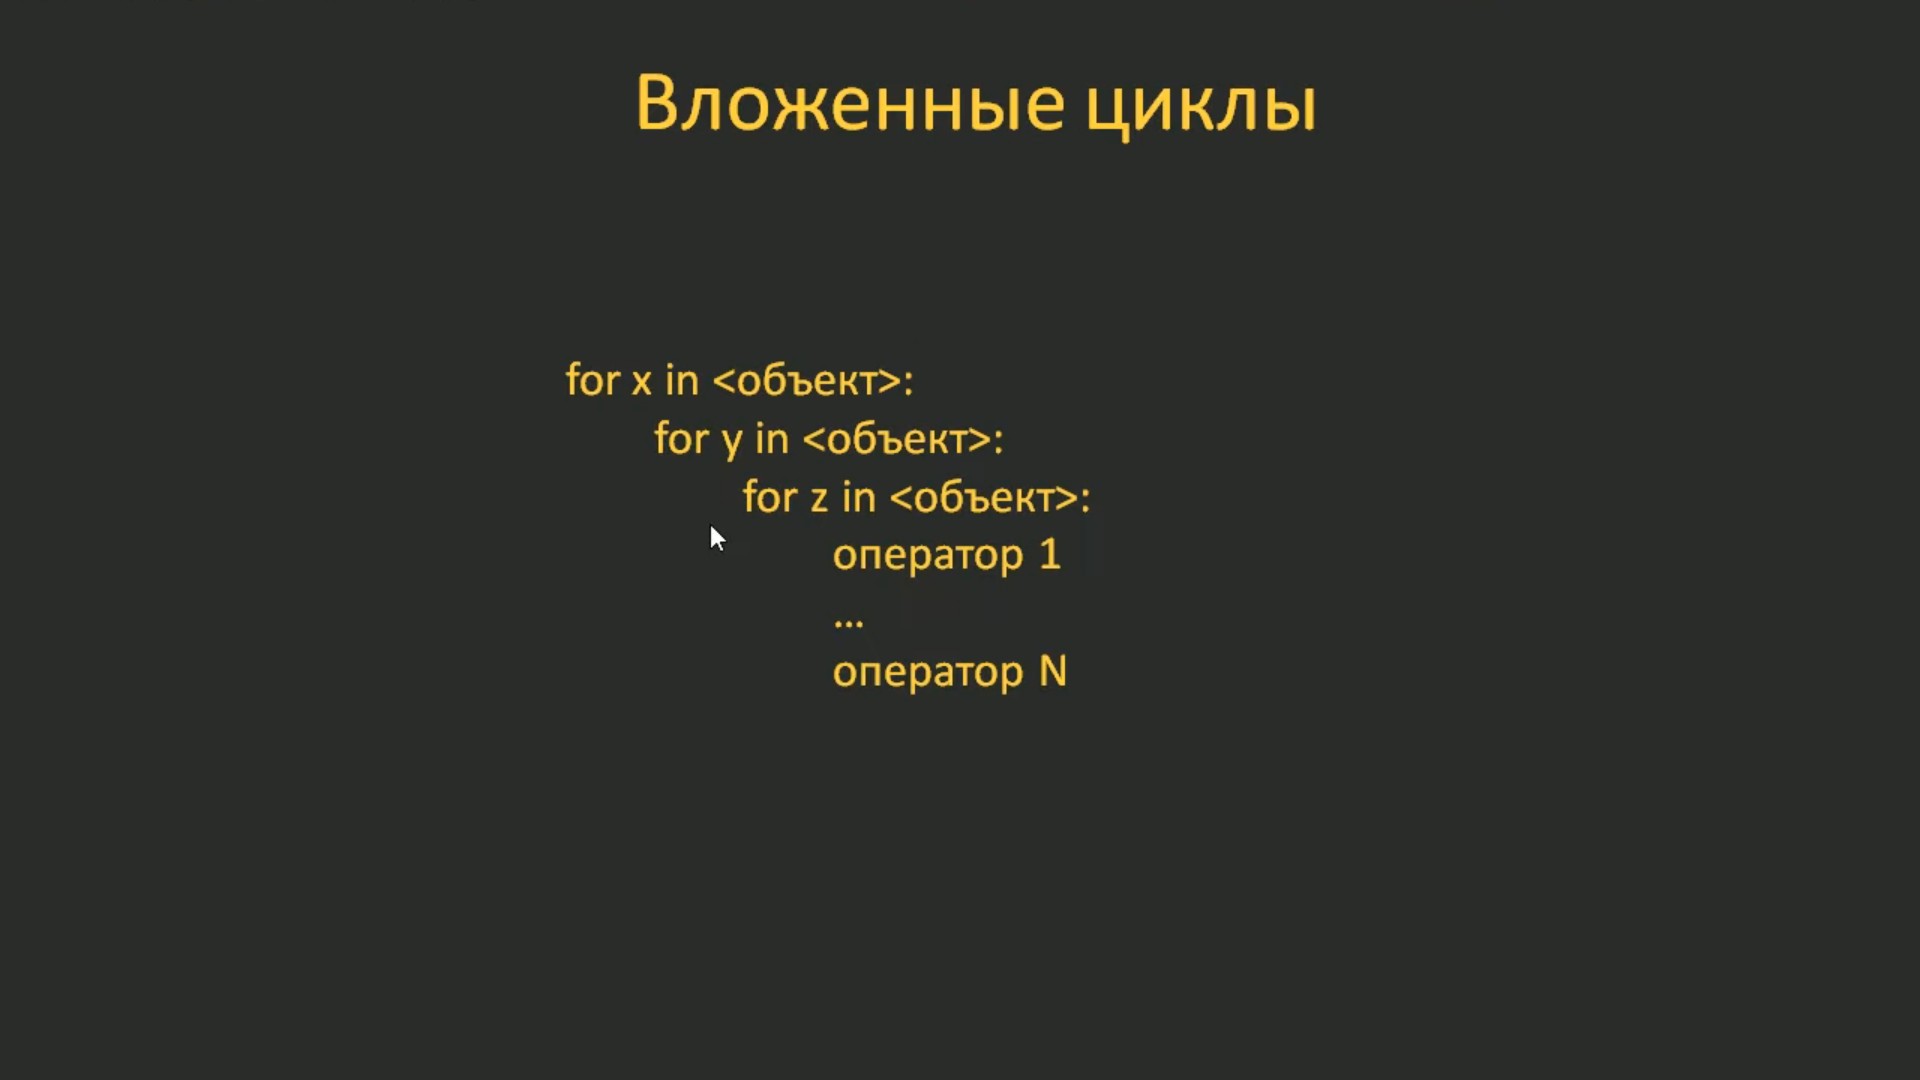 Вложенные циклы
for x in <объект>:
for y in <объект>:
for z in <объект>:
оператор 1
...
оператор N